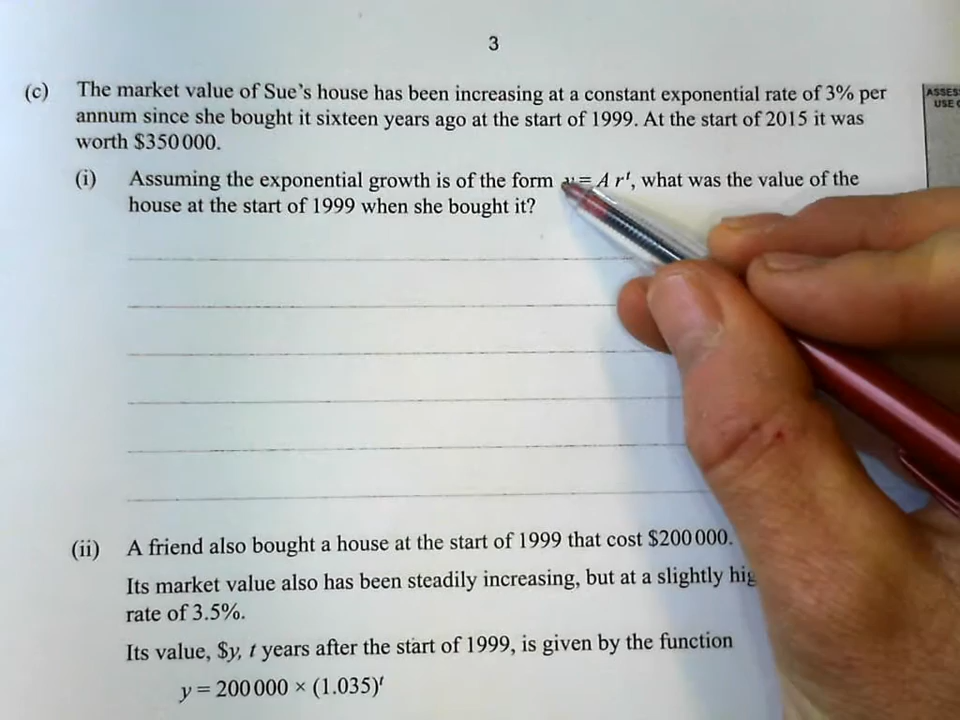 3
(c) The market value of Sue's house has been increasing at a constant exponential rate of 3% per
annum since she bought it sixteen years ago at the start of 1999. At the start of 2015 it was
worth $350 000.
(i) Assuming the exponential growth is of the form y = A rᵗ, what was the value of the
house at the start of 1999 when she bought it?
(ii) A friend also bought a house at the start of 1999 that cost $200 000.
Its market value also has been steadily increasing, but at a slightly
rate of 3.5%.
Its value, $y, t years after the start of 1999, is given by the function
y = 200 000 × (1.035)ᵗ